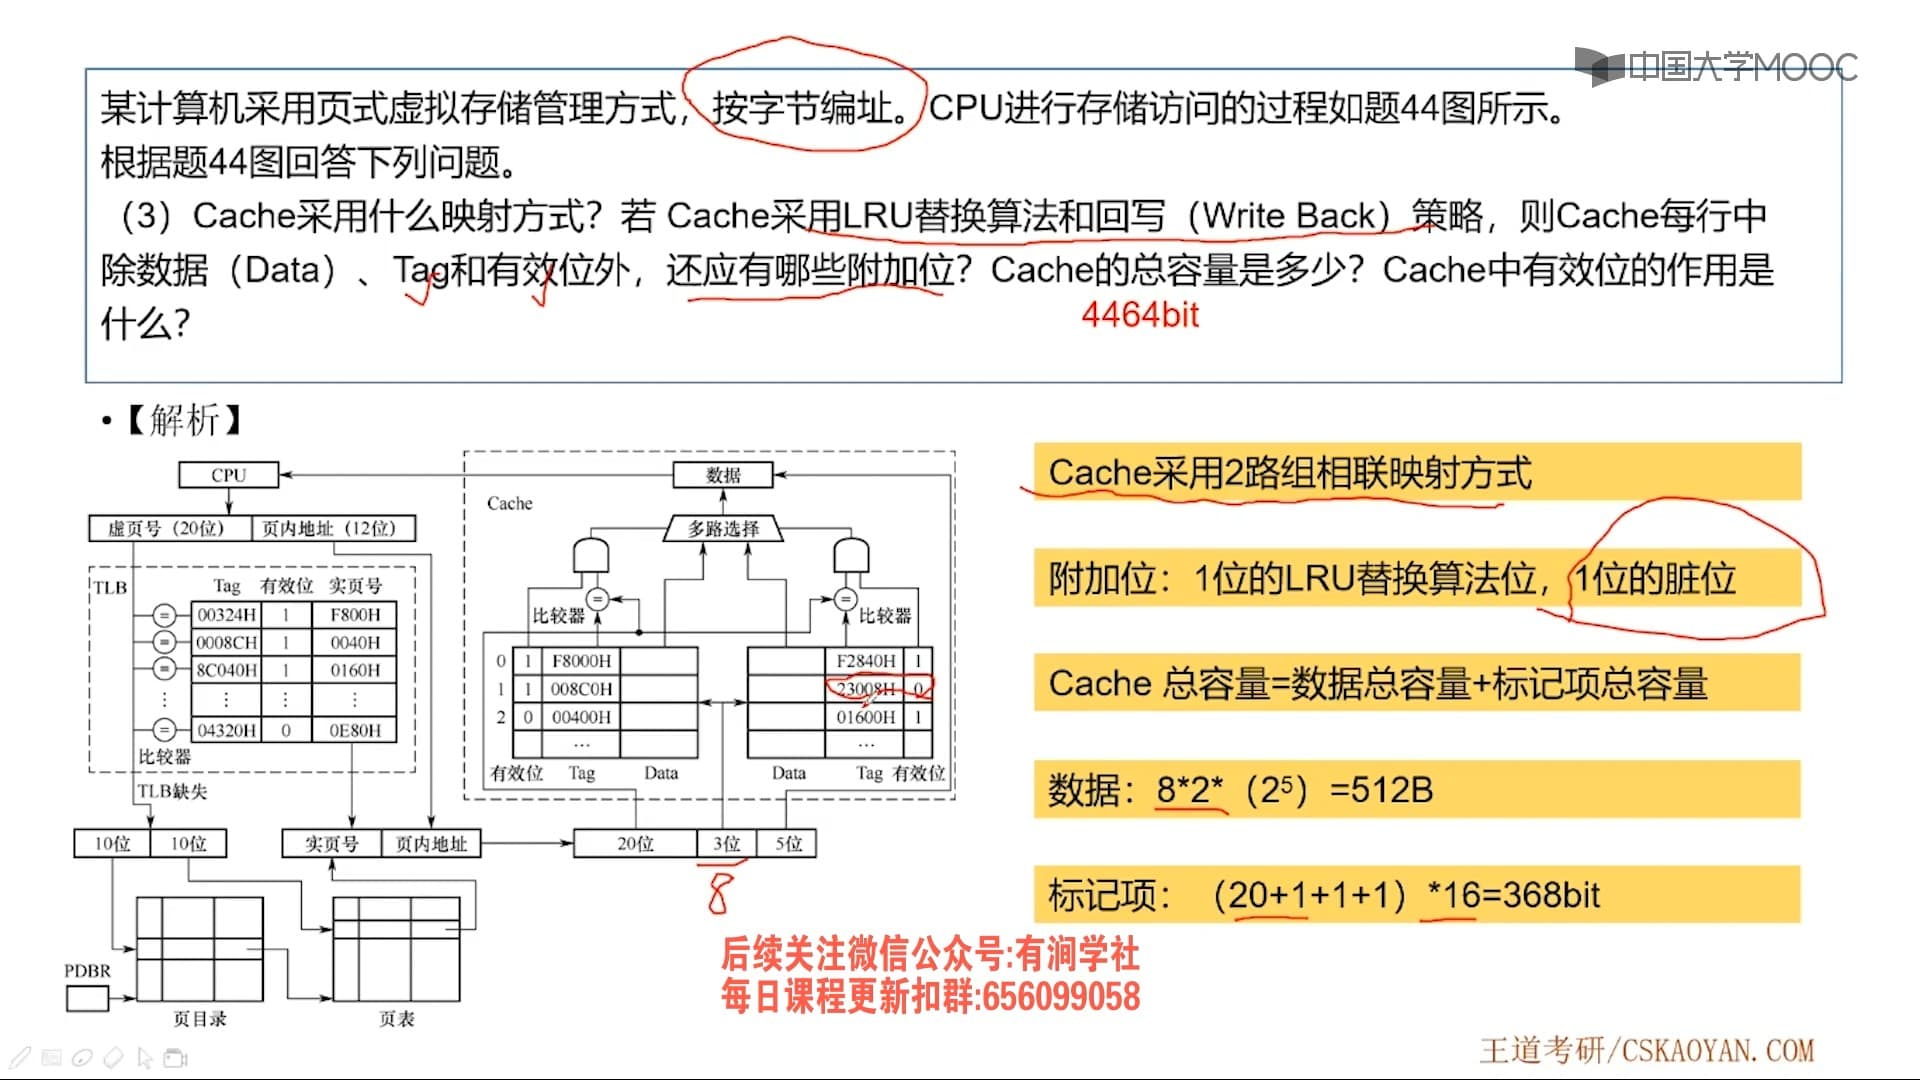 中国大学MOOC
某计算机采用页式虚拟存储管理方式，按字节编址。CPU进行存储访问的过程如题44图所示。
根据题44图回答下列问题。
（3）Cache采用什么映射方式？若 Cache采用LRU替换算法和回写（Write Back）策略，则Cache每行中
除数据（Data）、Tag和有效位外，还应有哪些附加位？Cache的总容量是多少？Cache中有效位的作用是
什么？
4464bit
•【解析】
CPU
数据
Cache
虚页号（20位） 页内地址（12位）
多路选择
TLB
Tag 有效位 实页号
= 00324H 1 F800H
= 0008CH 1 0040H
= 8C040H 1 0160H
⋮ ⋮ ⋮ ⋮
= 04320H 0 0E80H
比较器
TLB缺失
比较器 = = 比较器
0 1 F8000H F2840H 1
1 1 008C0H 23008H 0
2 0 00400H 01600H 1
… …
有效位 Tag Data Data Tag 有效位
10位 10位
实页号 页内地址
20位 3位 5位
8
PDBR
页目录
页表
Cache采用2路组相联映射方式
附加位：1位的LRU替换算法位，1位的脏位
Cache 总容量=数据总容量+标记项总容量
数据：8*2*（2⁵）=512B
标记项：（20+1+1+1）*16=368bit
后续关注微信公众号:有涧学社
每日课程更新扣群:656099058
王道考研/CSKAOYAN.COM